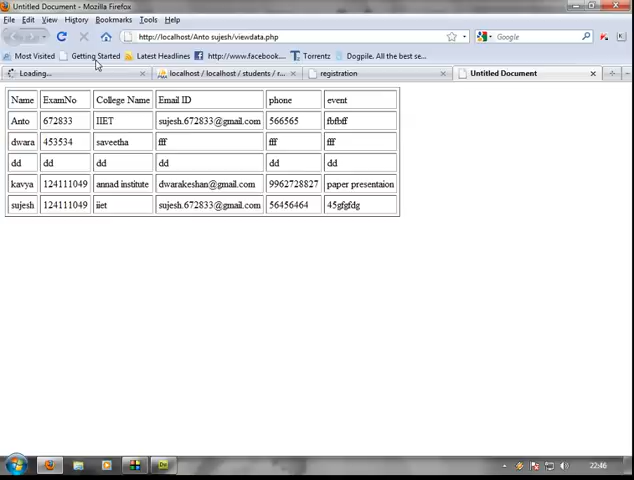 Untitled Document - Mozilla Firefox
File Edit View History Bookmarks Tools Help
http://localhost/Anto sujesh/viewdata.php Google
Most Visited Getting Started Latest Headlines http://www.facebook.... Torrentz Dogpile. All the best se...
Loading... localhost / localhost / students / r... registration Untitled Document
Name ExamNo College Name Email ID phone event
Anto 672833 IIET sujesh.672833@gmail.com 566565 fbfbff
dwara 453534 saveetha fff fff fff
dd dd dd dd dd dd
kavya 124111049 annad institute dwarakeshan@gmail.com 9962728827 paper presentaion
sujesh 124111049 iiet sujesh.672833@gmail.com 56456464 45gfgfdg
Dw 22:46